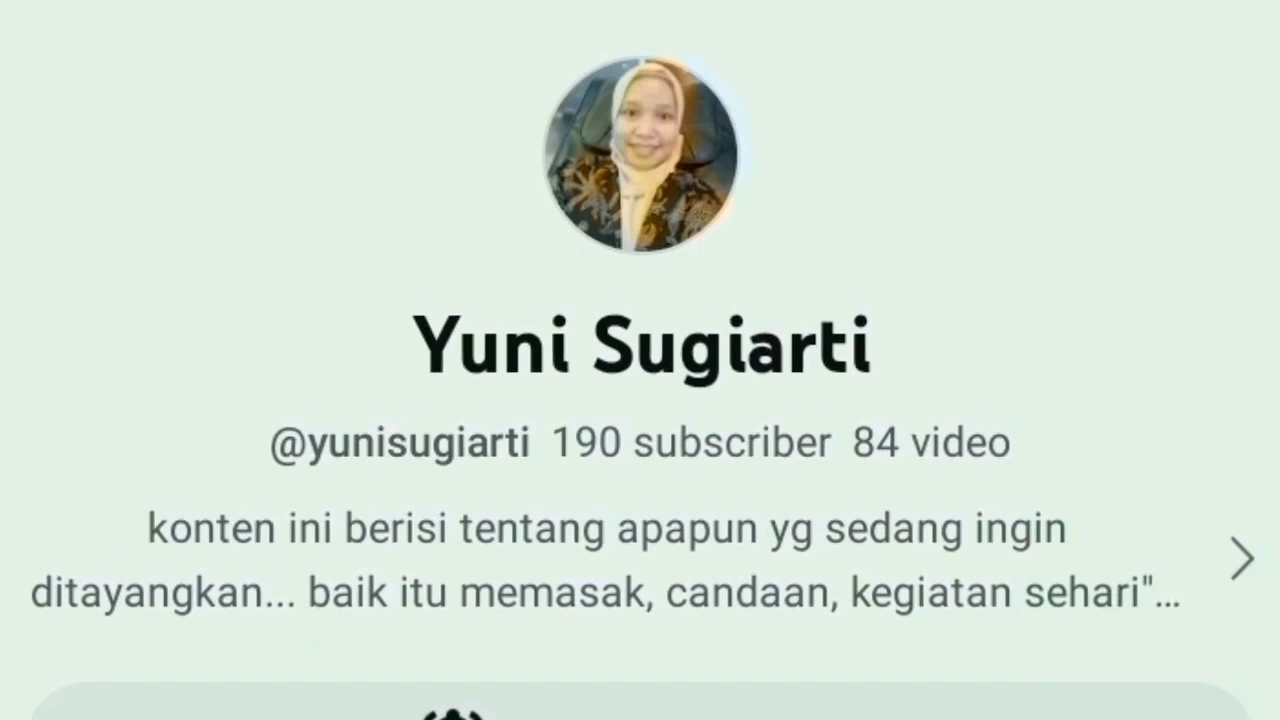 Yuni Sugiarti
@yunisugiarti 190 subscriber 84 video
konten ini berisi tentang apapun yg sedang ingin
ditayangkan... baik itu memasak, candaan, kegiatan sehari"...